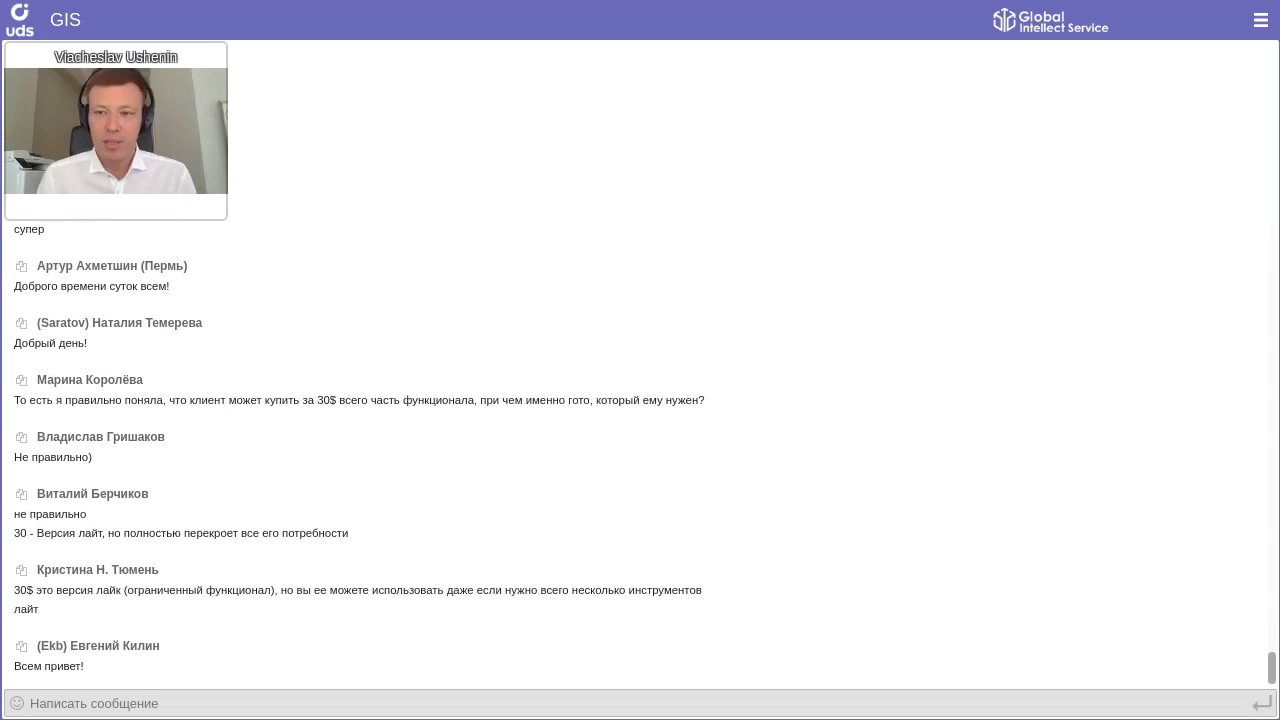 uds
GIS
Global
Intellect Service
Viacheslav Ushenin
супер
Артур Ахметшин (Пермь)
Доброго времени суток всем!
(Saratov) Наталия Темерева
Добрый день!
Марина Королёва
То есть я правильно поняла, что клиент может купить за 30$ всего часть функционала, при чем именно гото, который ему нужен?
Владислав Гришаков
Не правильно)
Виталий Берчиков
не правильно
30 - Версия лайт, но полностью перекроет все его потребности
Кристина Н. Тюмень
30$ это версия лайк (ограниченный функционал), но вы ее можете использовать даже если нужно всего несколько инструментов
лайт
(Ekb) Евгений Килин
Всем привет!
Написать сообщение